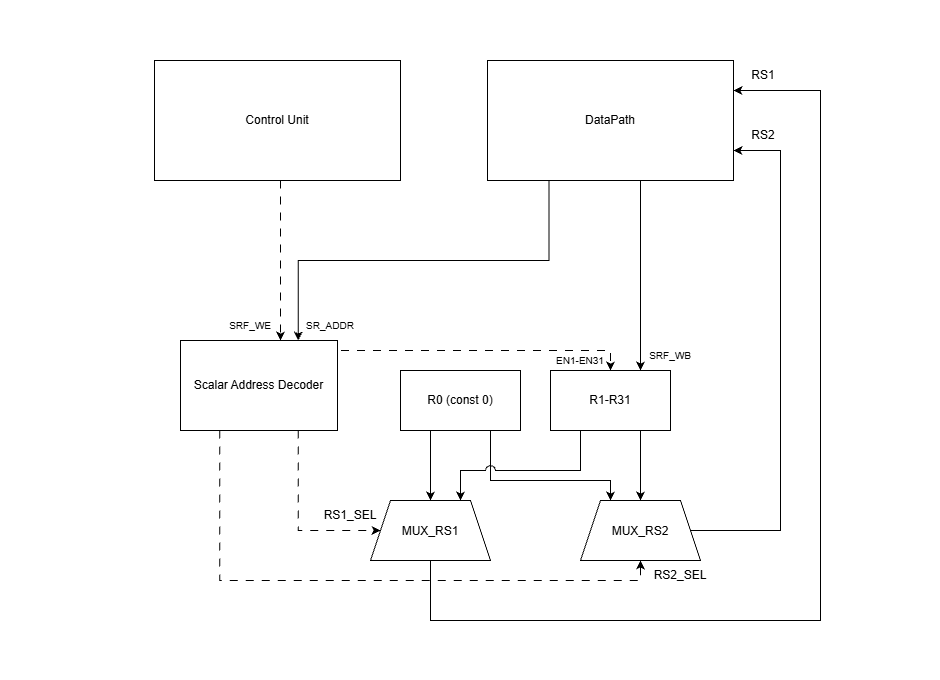 RS1
Control Unit
DataPath
RS2
SRF_WE
SR_ADDR
EN1-EN31
SRF_WB
Scalar Address Decoder
R0 (const 0)
R1-R31
RS1_SEL
MUX_RS1
MUX_RS2
RS2_SEL